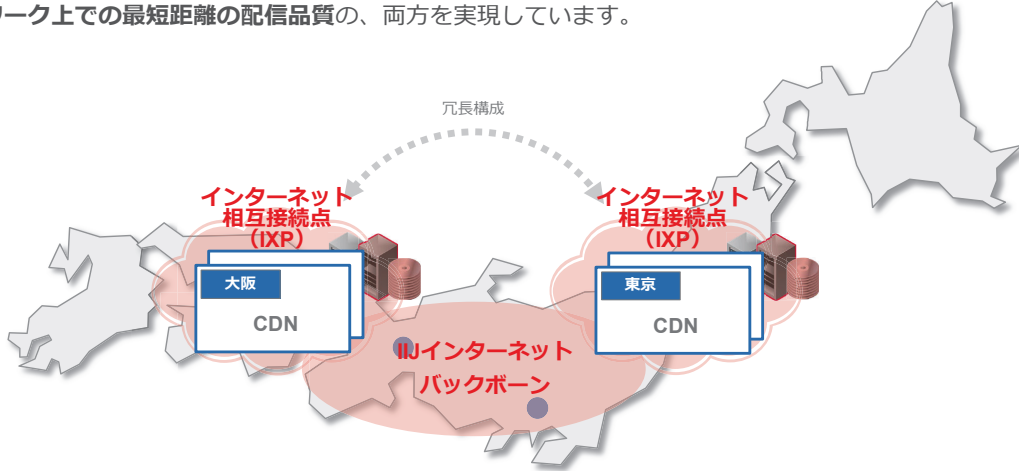 ワーク上での最短距離の配信品質の、両方を実現しています。
冗長構成
インターネット
相互接続点
（IXP）
大阪
CDN
インターネット
相互接続点
（IXP）
東京
CDN
IIJインターネット
バックボーン